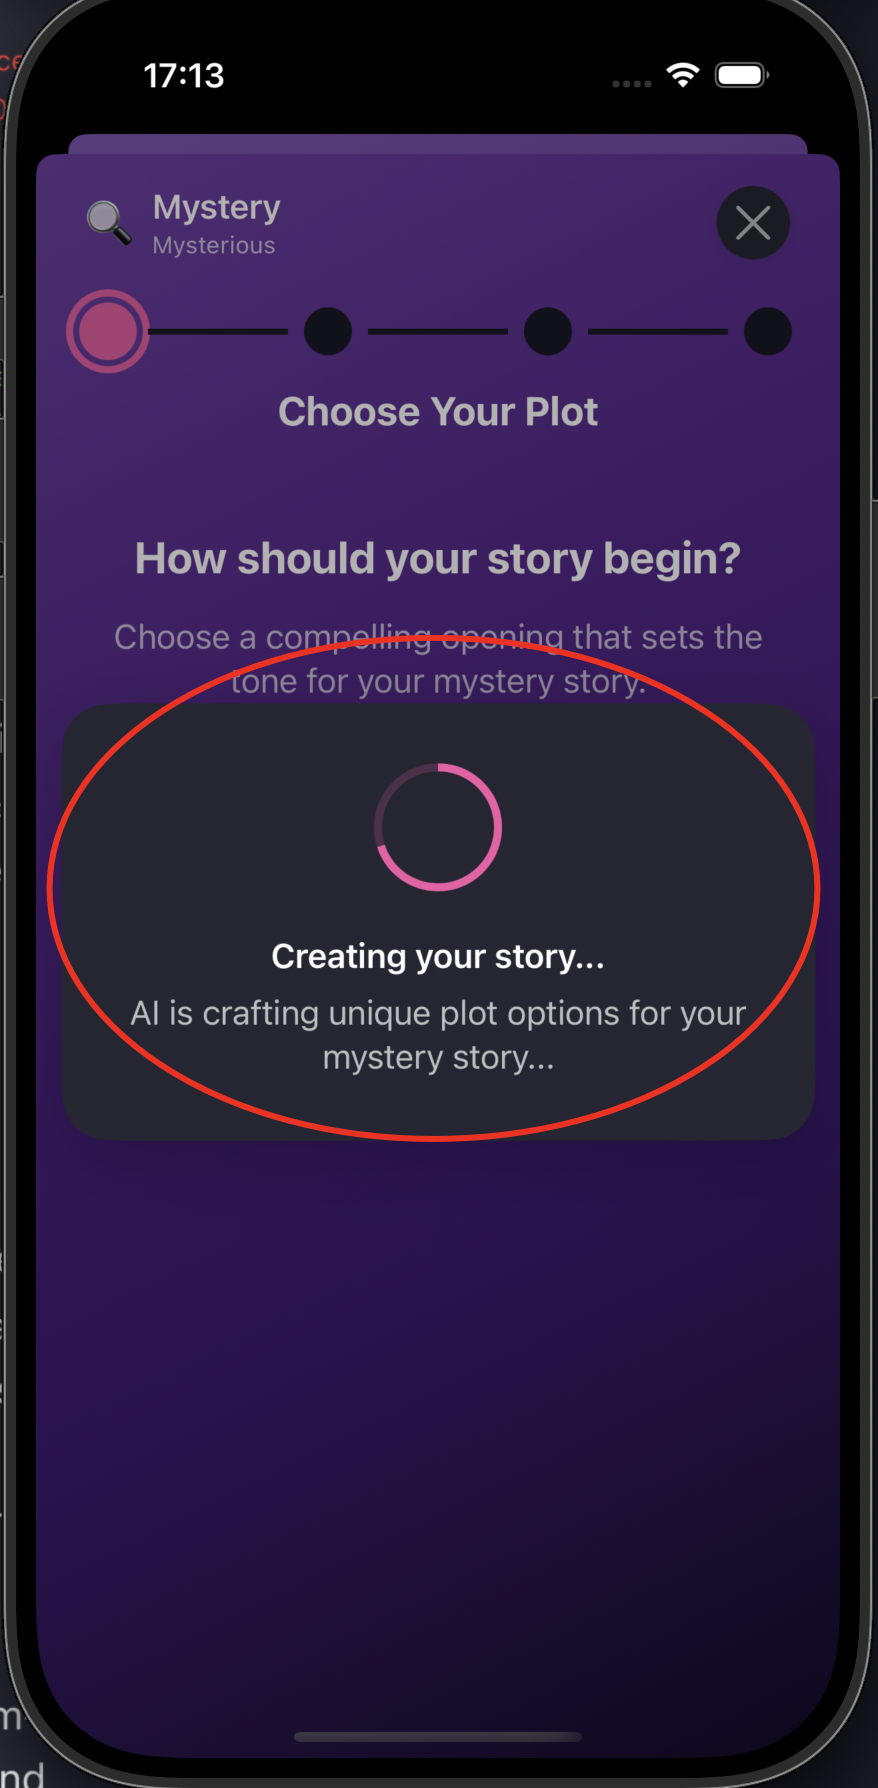 17:13
Mystery
Mysterious
Choose Your Plot
How should your story begin?
Choose a compelling opening that sets the
tone for your mystery story.
Creating your story...
AI is crafting unique plot options for your
mystery story...
nd